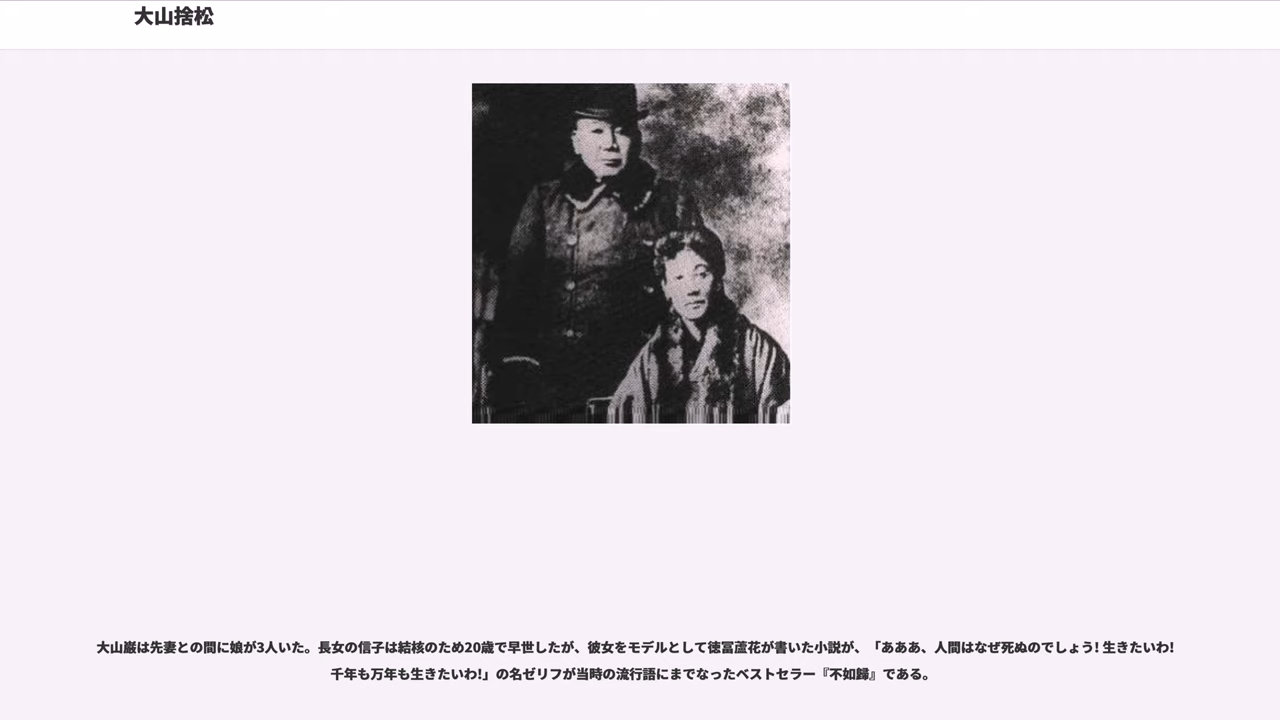 大山捨松
大山巌は先妻との間に娘が3人いた。長女の信子は結核のため20歳で早世したが、彼女をモデルとして徳冨蘆花が書いた小説が、「あああ、人間はなぜ死ぬのでしょう! 生きたいわ!
千年も万年も生きたいわ!」の名ゼリフが当時の流行語にまでなったベストセラー『不如歸』である。